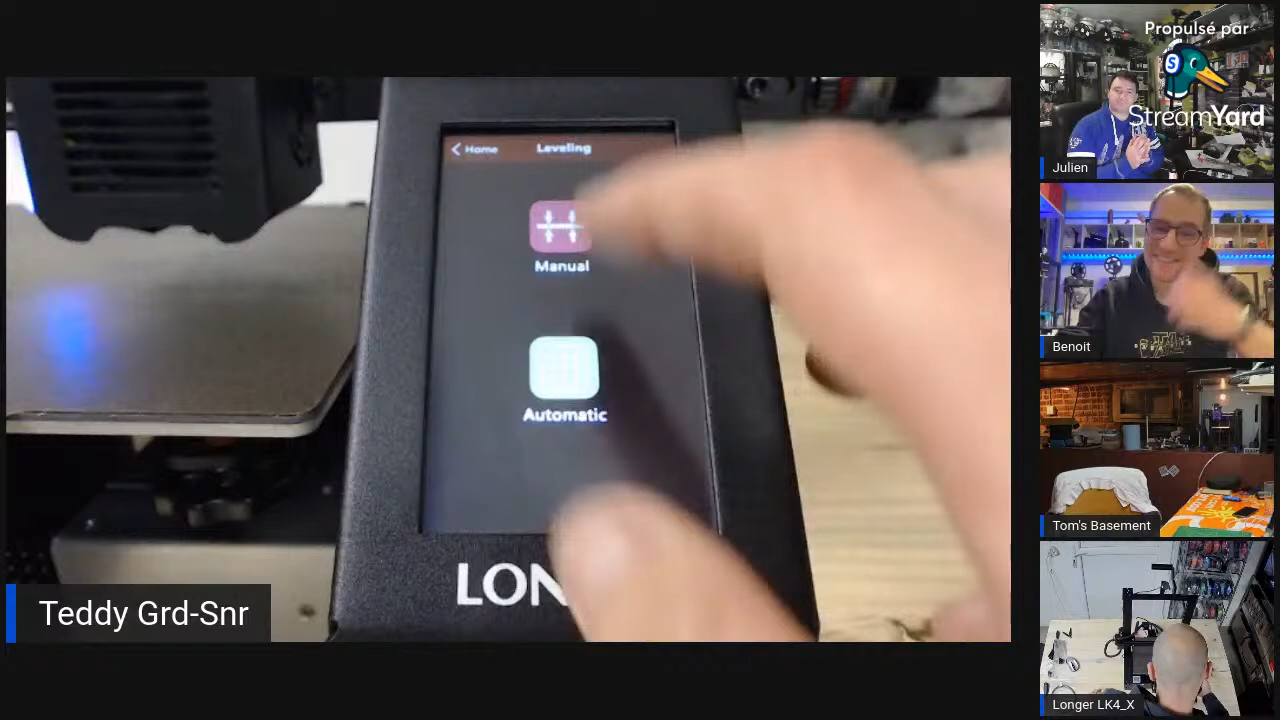 Home
Leveling
Manual
Automatic
LON
Teddy Grd-Snr
Propulsé par
S
StreamYard
Julien
Benoit
Tom's Basement
Longer LK4_X